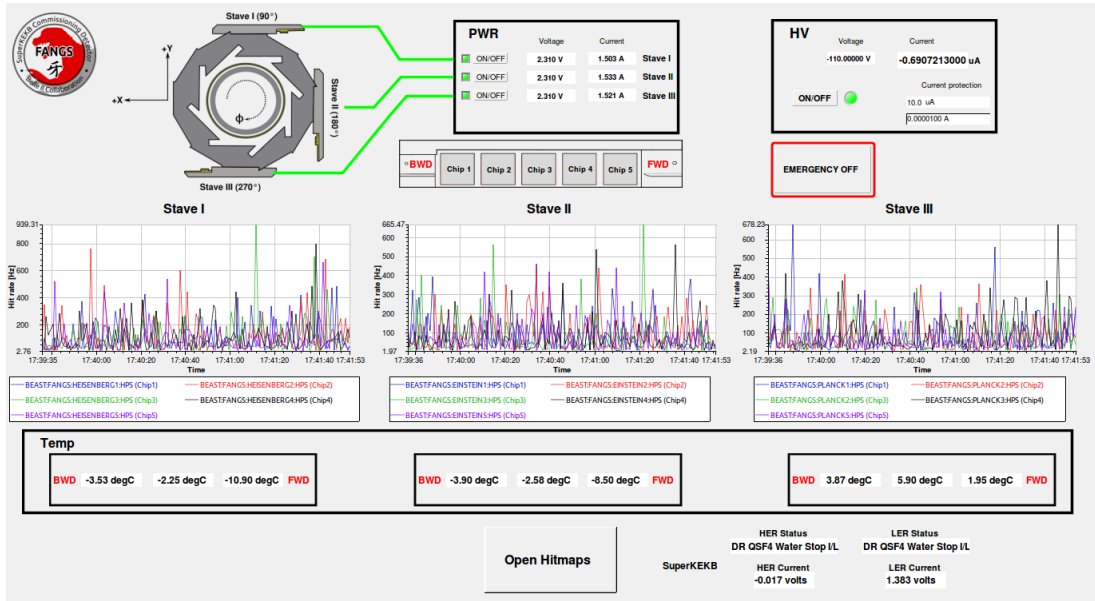 SuperKEKB Commissioning Detector
FANGS
牙
Belle II Collaboration
Stave I (90°)
+Y
+X
Φ
Stave II (180°)
Stave III (270°)
PWR
Voltage Current
ON/OFF 2.310 V 1.503 A Stave I
ON/OFF 2.310 V 1.533 A Stave II
ON/OFF 2.310 V 1.521 A Stave III
BWD Chip 1 Chip 2 Chip 3 Chip 4 Chip 5 FWD
HV
Voltage Current
-110.00000 V -0.6907213000 uA
Current protection
ON/OFF
10.0 uA
0.0000100 A
EMERGENCY OFF
Stave I
939.31
800
600
400
200
2.76
Hit rate [Hz]
17:39:35 17:40:00 17:40:20 17:40:40 17:41:00 17:41:20 17:41:40 17:41:53
Time
BEAST:FANGS:HEISENBERG1:HPS (Chip1) BEAST:FANGS:HEISENBERG2:HPS (Chip2)
BEAST:FANGS:HEISENBERG3:HPS (Chip3) BEAST:FANGS:HEISENBERG4:HPS (Chip4)
BEAST:FANGS:HEISENBERG5:HPS (Chip5)
Stave II
665.47
600
500
400
300
200
100
1.97
Hit rate [Hz]
17:39:36 17:40:00 17:40:20 17:40:40 17:41:00 17:41:20 17:41:40 17:41:53
Time
BEAST:FANGS:EINSTEIN1:HPS (Chip1) BEAST:FANGS:EINSTEIN2:HPS (Chip2)
BEAST:FANGS:EINSTEIN3:HPS (Chip3) BEAST:FANGS:EINSTEIN4:HPS (Chip4)
BEAST:FANGS:EINSTEIN5:HPS (Chip5)
Stave III
678.23
600
500
400
300
200
100
2.19
Hit rate [Hz]
17:39:36 17:40:00 17:40:20 17:40:40 17:41:00 17:41:20 17:41:40 17:41:53
Time
BEAST:FANGS:PLANCK1:HPS (Chip1) BEAST:FANGS:PLANCK2:HPS (Chip2)
BEAST:FANGS:PLANCK2:HPS (Chip3) BEAST:FANGS:PLANCK3:HPS (Chip4)
BEAST:FANGS:PLANCK5:HPS (Chip5)
Temp
BWD -3.53 degC -2.25 degC -10.90 degC FWD
BWD -3.90 degC -2.58 degC -8.50 degC FWD
BWD 3.87 degC 5.90 degC 1.95 degC FWD
Open Hitmaps
SuperKEKB
HER Status LER Status
DR QSF4 Water Stop I/L DR QSF4 Water Stop I/L
HER Current LER Current
-0.017 volts 1.383 volts